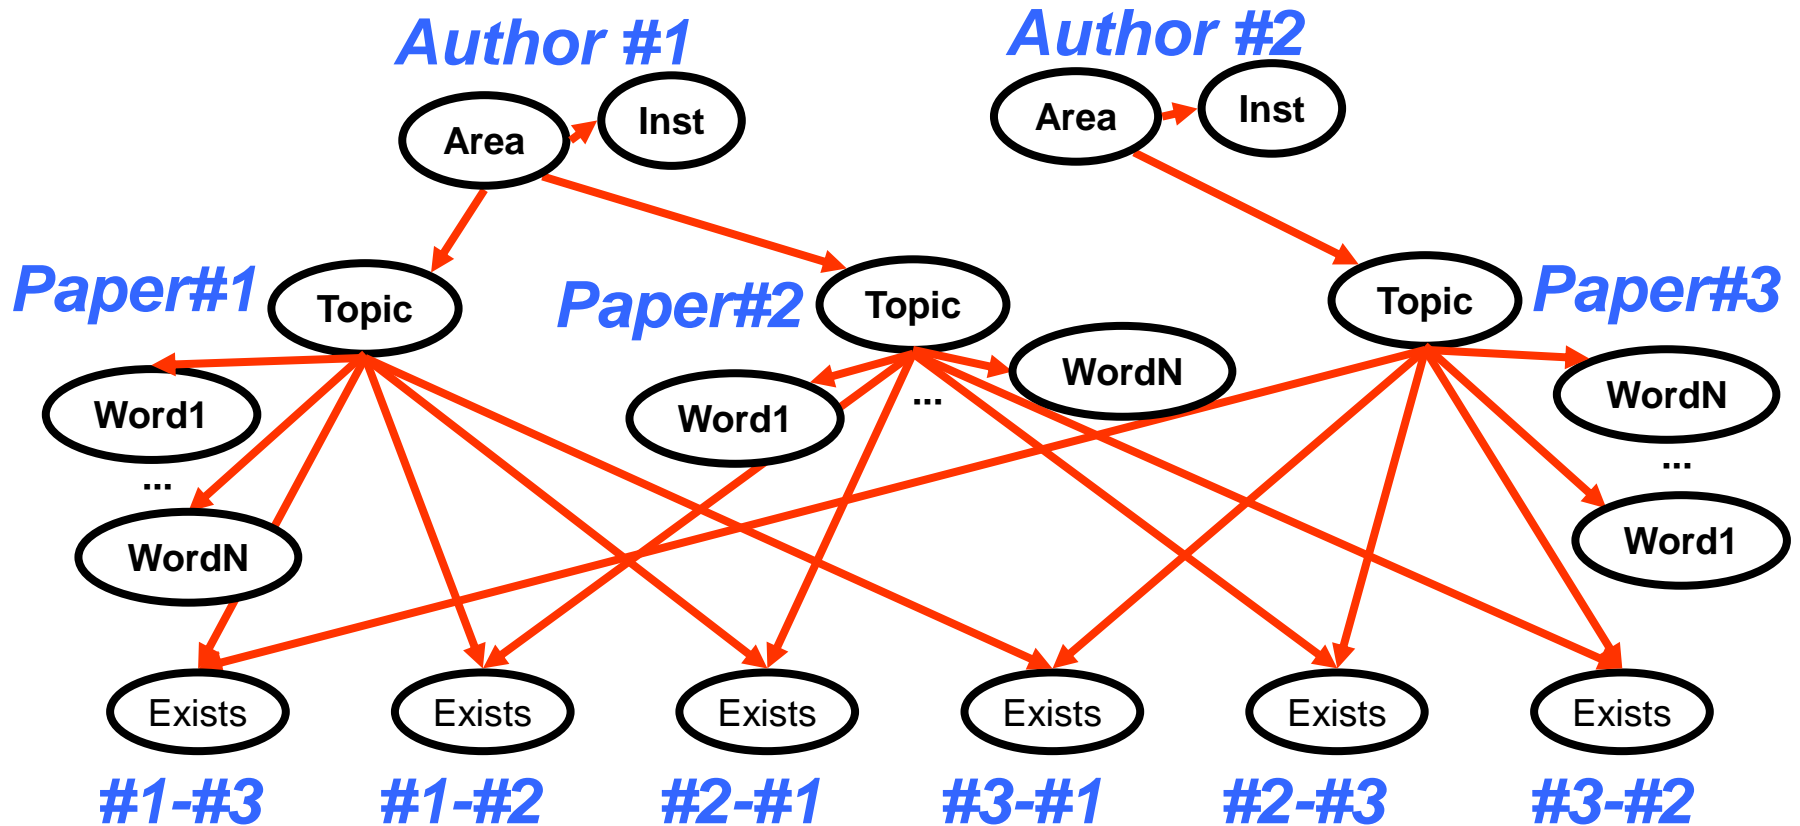 Author #1
Author #2
Area
Inst
Area
Inst
Paper#1
Topic
Paper#2
Topic
Topic
Paper#3
Word1
...
WordN
Word1
...
WordN
WordN
...
Word1
Exists
Exists
Exists
Exists
Exists
Exists
#1-#3
#1-#2
#2-#1
#3-#1
#2-#3
#3-#2